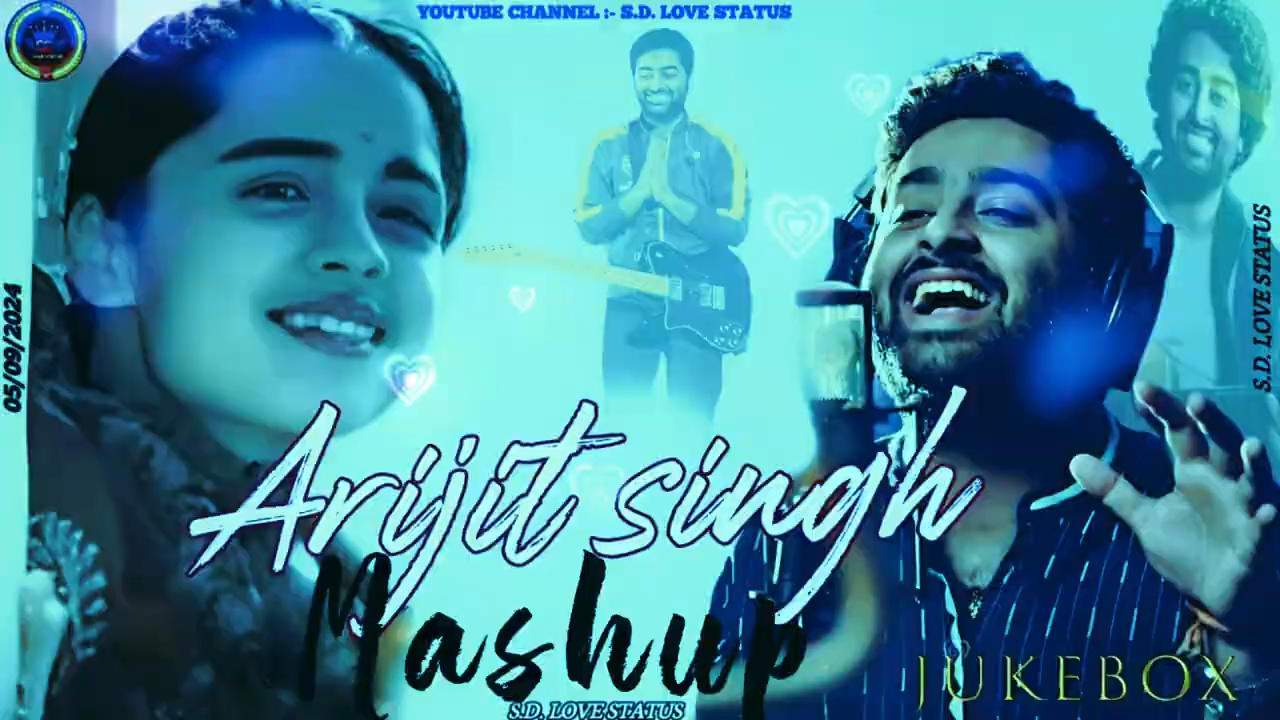 YOUTUBE CHANNEL :- S.D. LOVE STATUS
05/09/2024
S.D. LOVE STATUS
Arijit singh
Mashup
JUKEBOX
S.D. LOVE STATUS